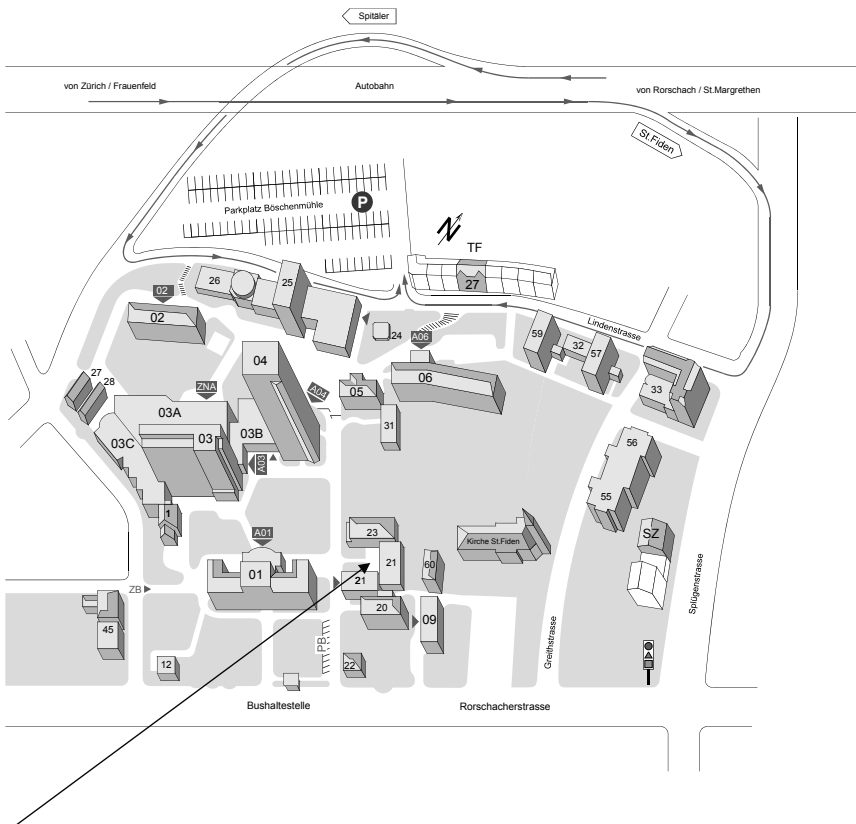 Spitäler
von Zürich / Frauenfeld
Autobahn
von Rorschach / St.Margrethen
St.Fiden
Parkplatz Böschenmühle
P
N
TF
27
26
25
02
02
24
A06
Lindenstrasse
59
32
57
04
06
05
A04
33
27
28
ZNA
03A
03
03B
03C
A03
31
56
55
1
A01
23
Kirche St.Fiden
SZ
01
21
21
60
ZB
20
09
45
PB
Greithstrasse
Splügenstrasse
12
22
Bushaltestelle
Rorschacherstrasse